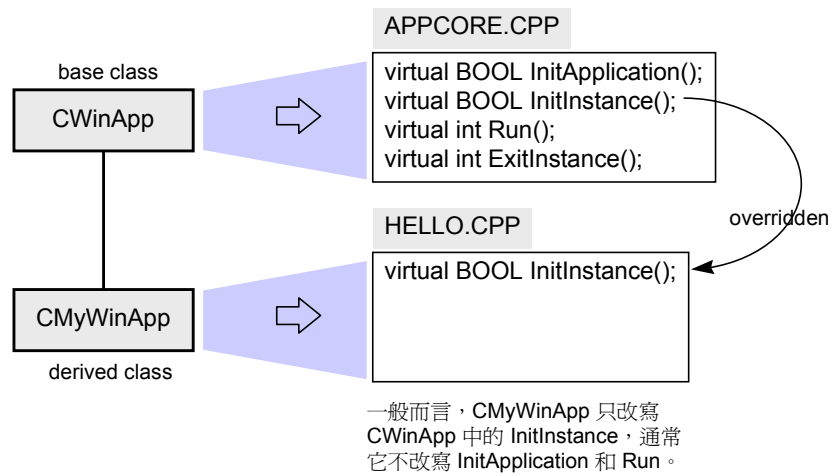 APPCORE.CPP
base class
CWinApp
virtual BOOL InitApplication();
virtual BOOL InitInstance();
virtual int Run();
virtual int ExitInstance();
overridden
HELLO.CPP
virtual BOOL InitInstance();
CMyWinApp
derived class
一般而言，CMyWinApp 只改寫
CWinApp 中的 InitInstance，通常
它不改寫 InitApplication 和 Run。